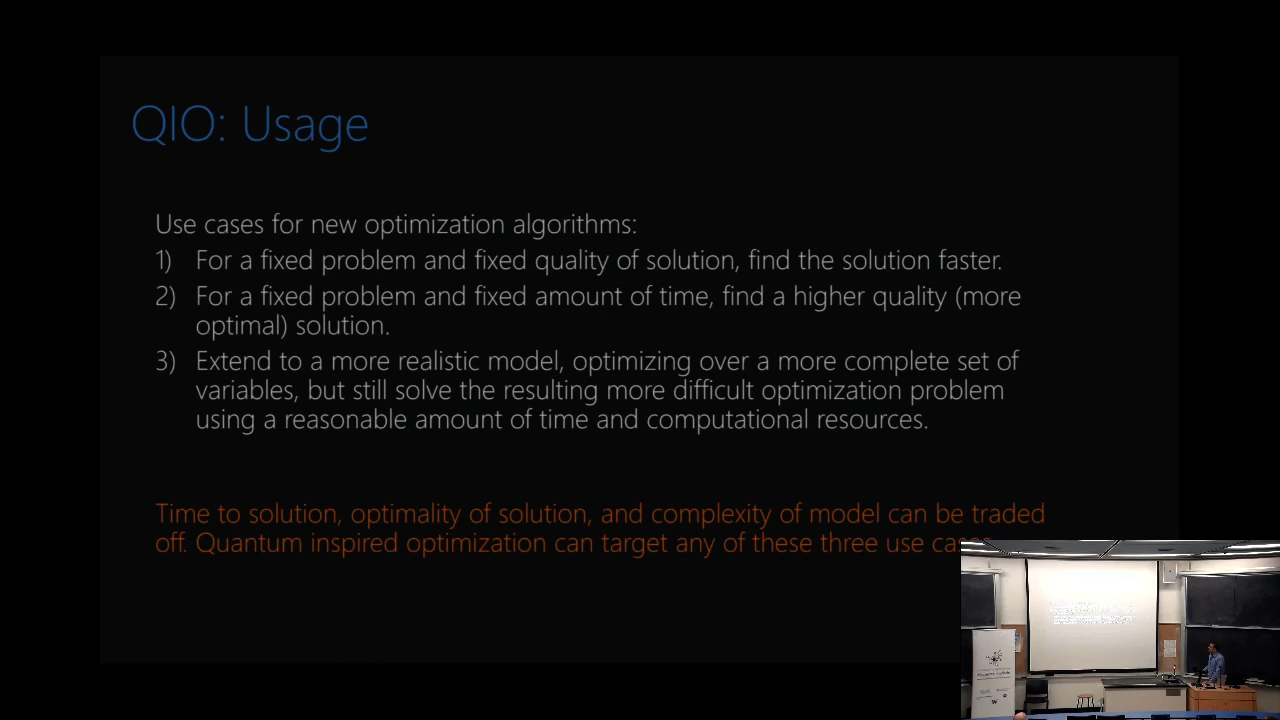 QIO: Usage
Use cases for new optimization algorithms:
1) For a fixed problem and fixed quality of solution, find the solution faster.
2) For a fixed problem and fixed amount of time, find a higher quality (more
optimal) solution.
3) Extend to a more realistic model, optimizing over a more complete set of
variables, but still solve the resulting more difficult optimization problem
using a reasonable amount of time and computational resources.
Time to solution, optimality of solution, and complexity of model can be traded
off. Quantum inspired optimization can target any of these three use